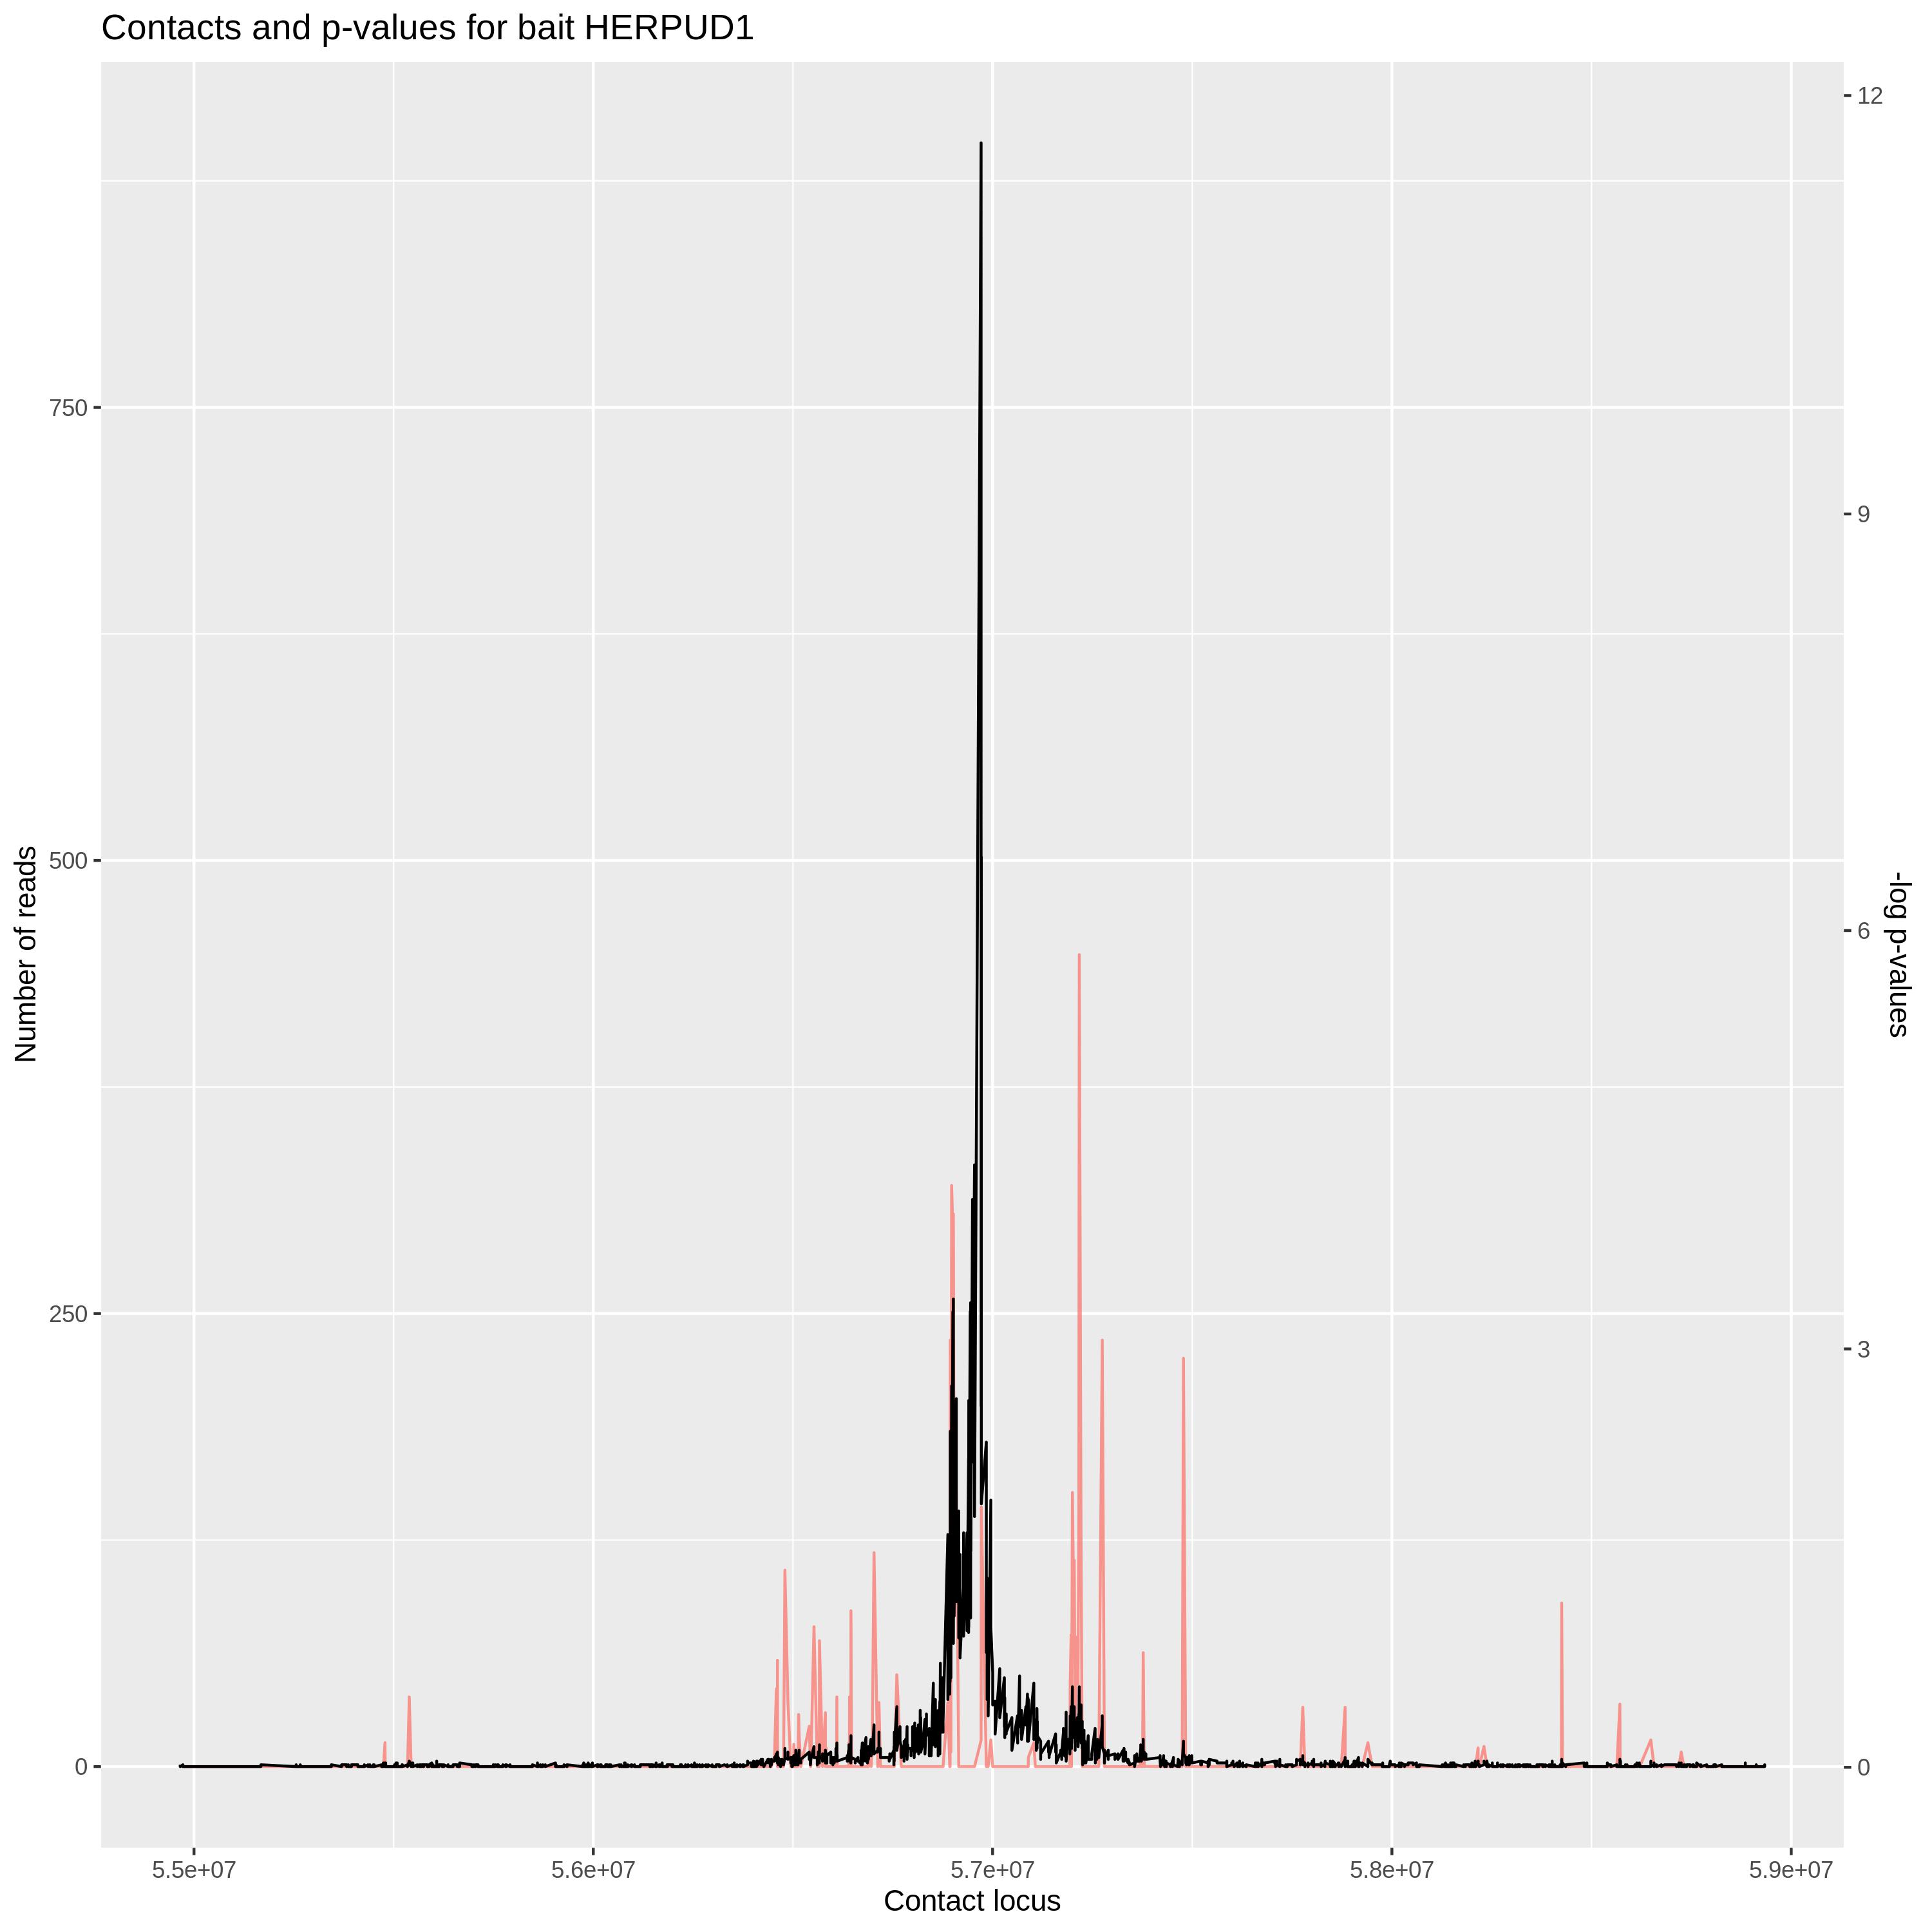 Contacts and p-values for bait HERPUD1
12
750
9
500
6
Number of reads
-log p-values
250
3
0
0
5.5e+07
5.6e+07
5.7e+07
5.8e+07
5.9e+07
Contact locus